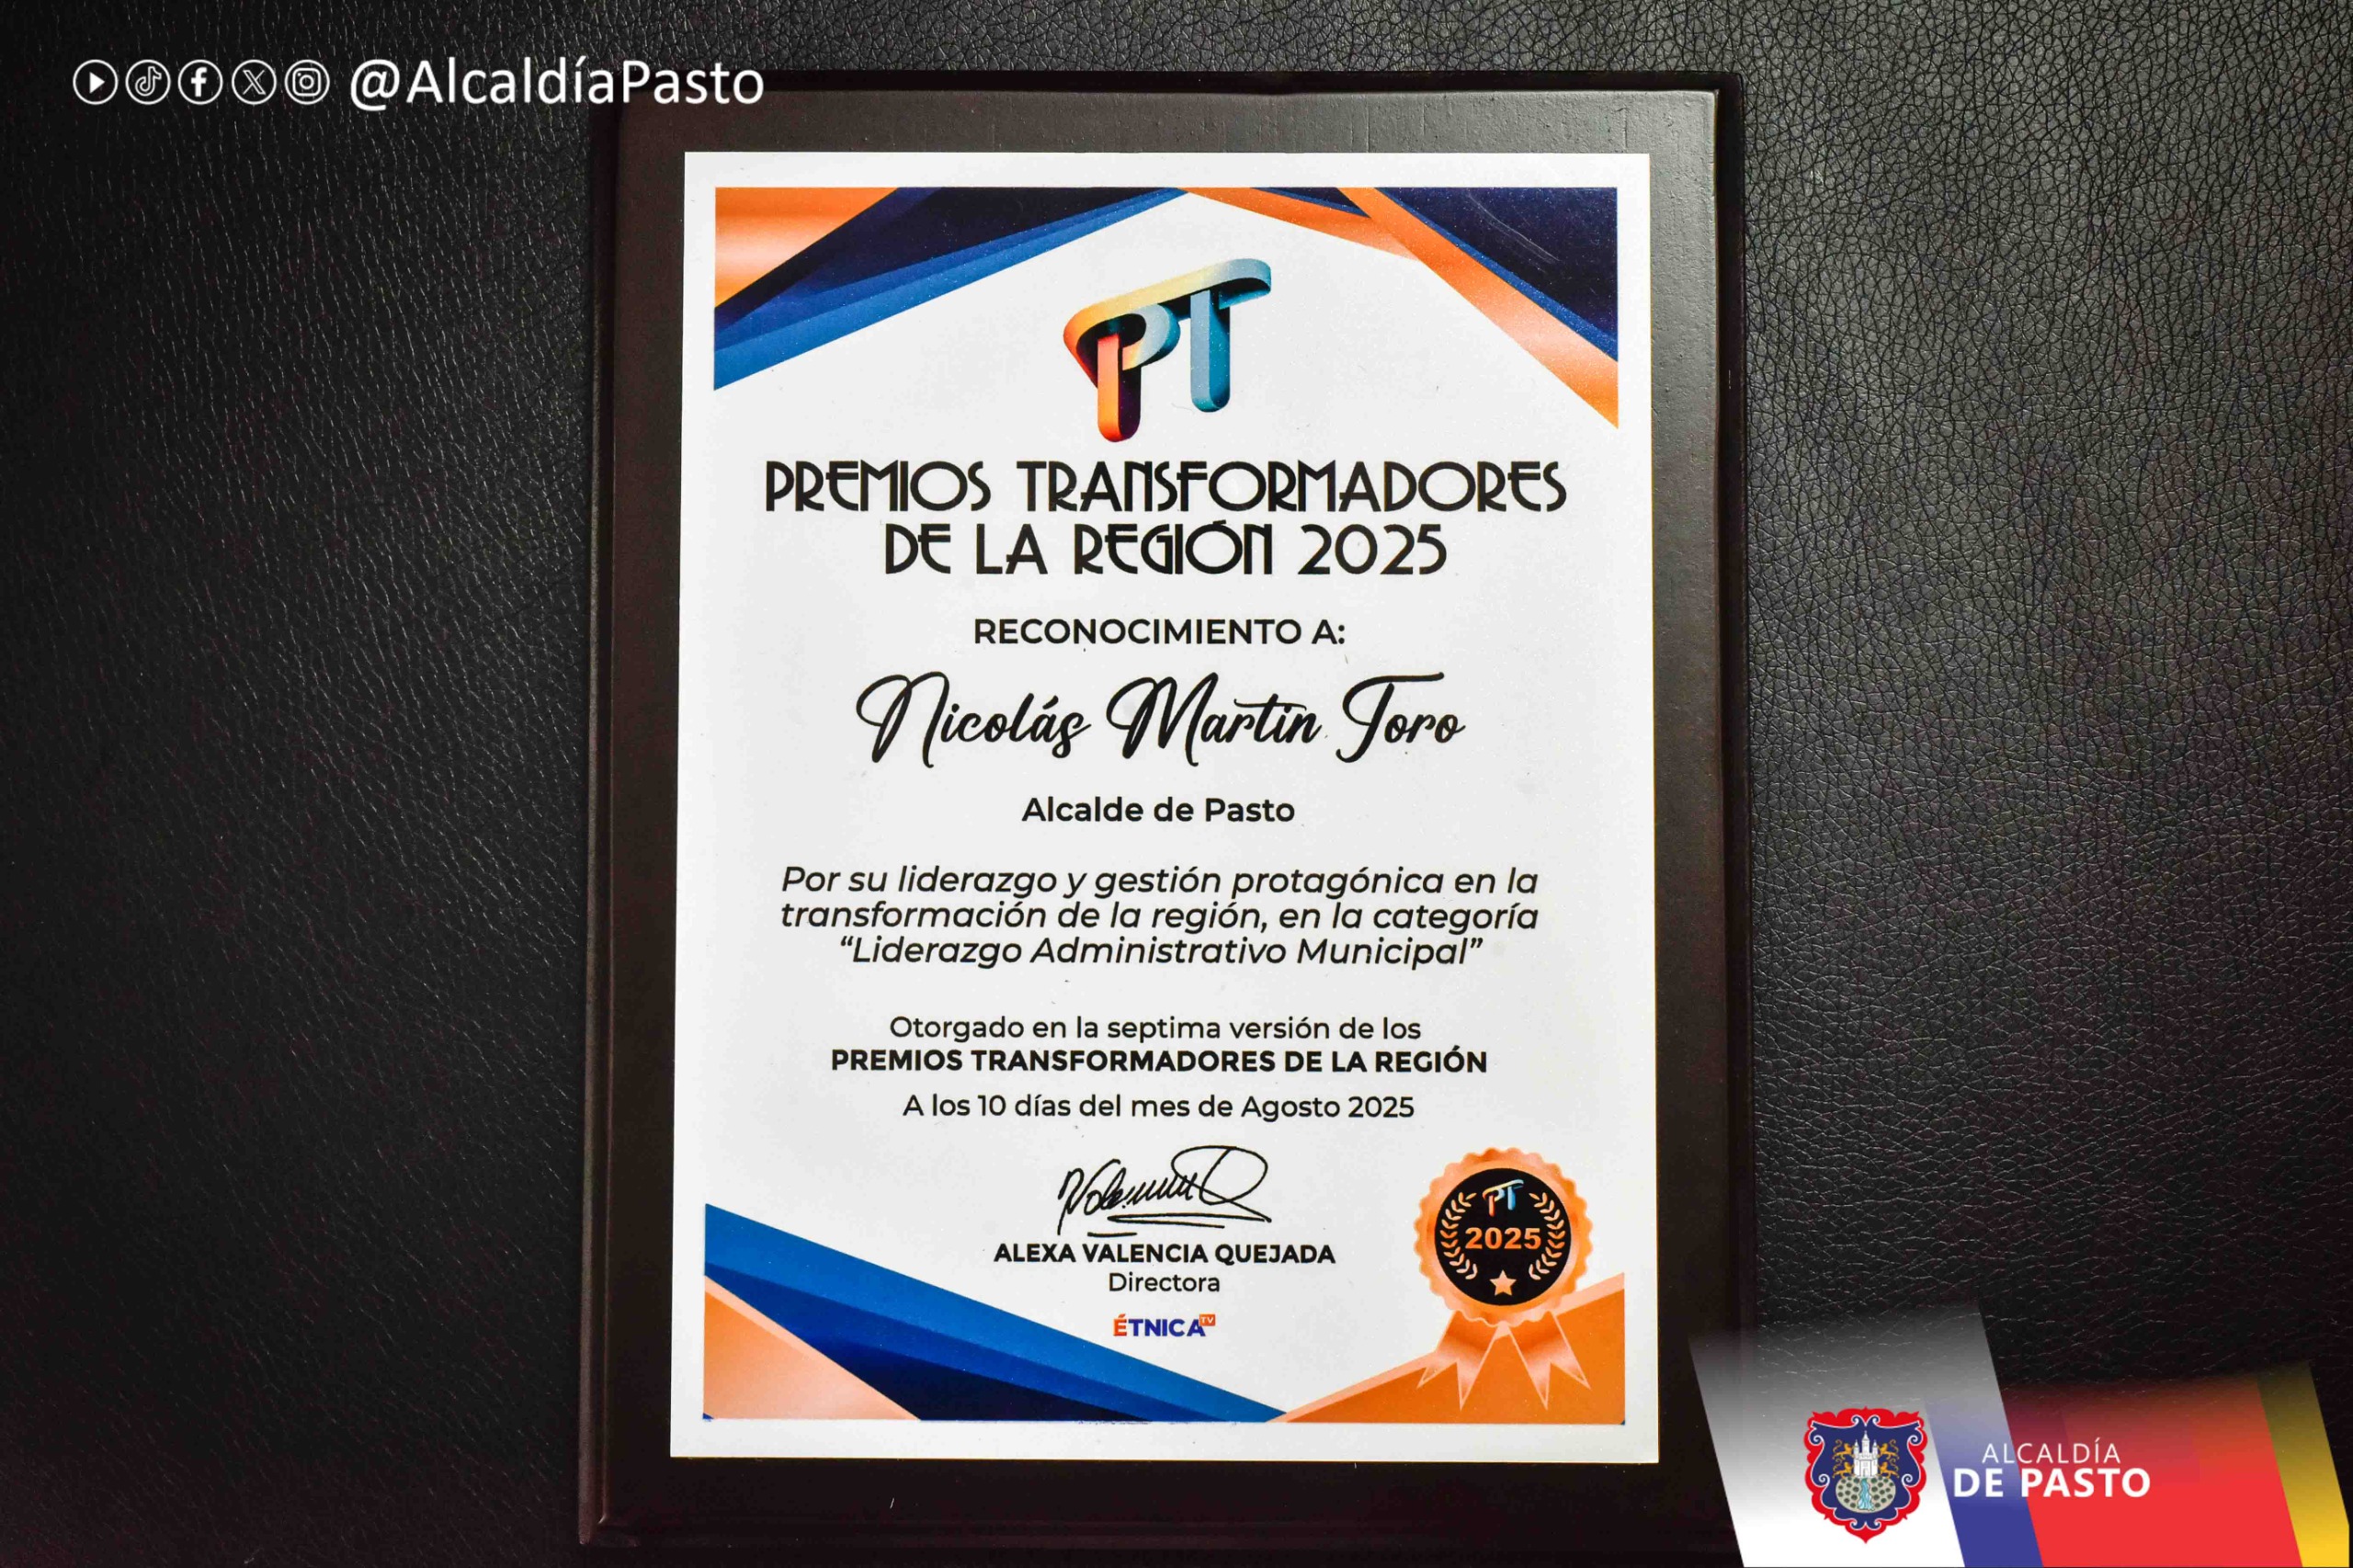 @AlcaldíaPasto
PT
PREMIOS TRANSFORMADORES
DE LA REGIÓN 2025
RECONOCIMIENTO A:
Nicolás Martin Toro
Alcalde de Pasto
Por su liderazgo y gestión protagónica en la
transformación de la región, en la categoría
“Liderazgo Administrativo Municipal”
Otorgado en la septima versión de los
PREMIOS TRANSFORMADORES DE LA REGIÓN
A los 10 días del mes de Agosto 2025
ALEXA VALENCIA QUEJADA
Directora
ÉTNICA TV
PT
2025
ALCALDÍA
DE PASTO